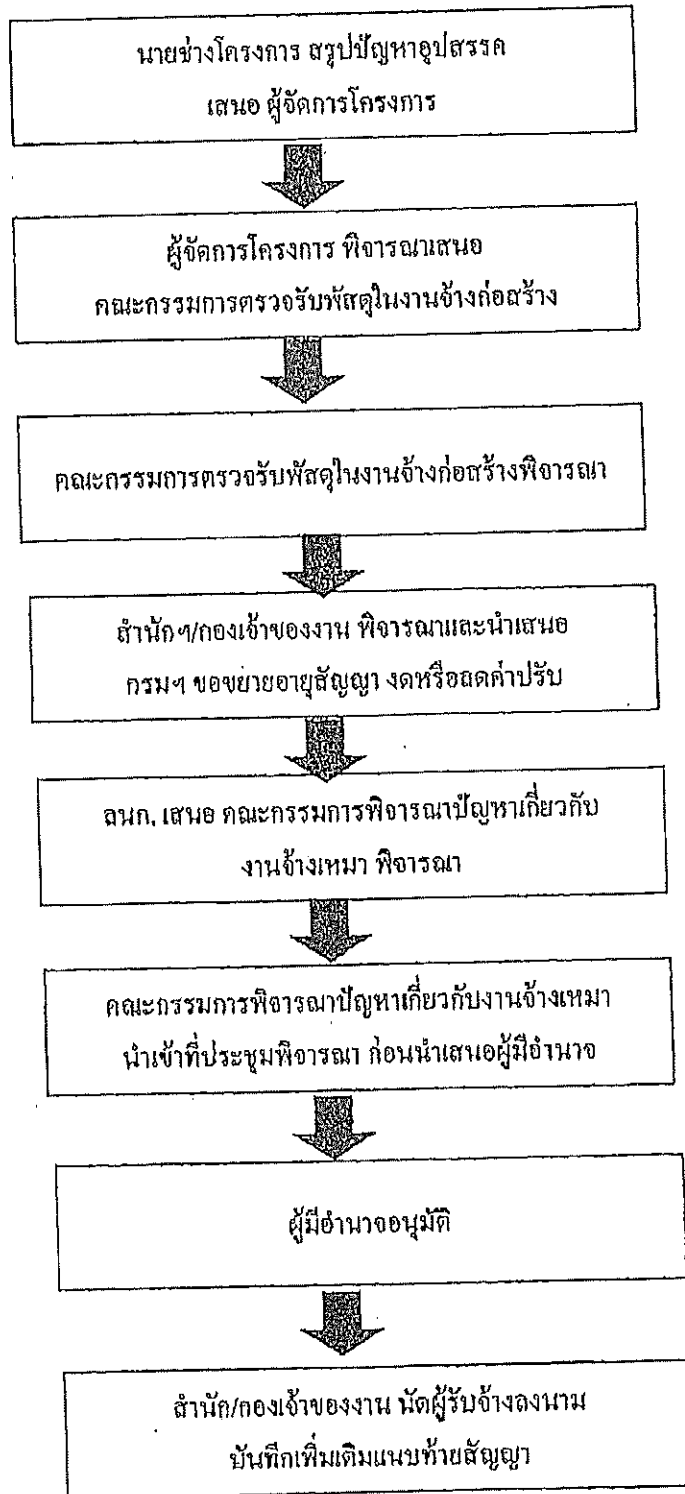 นายช่างโครงการ สรุปปัญหาอุปสรรค
เสนอ ผู้จัดการโครงการ
ผู้จัดการโครงการ พิจารณาเสนอ
คณะกรรมการตรวจรับพัสดุในงานจ้างก่อสร้าง
คณะกรรมการตรวจรับพัสดุในงานจ้างก่อสร้างพิจารณา
สำนักฯ/กองเจ้าของงาน พิจารณาและนำเสนอ
กรมฯ ขอขยายอายุสัญญา งดหรือลดค่าปรับ
ลนก. เสนอ คณะกรรมการพิจารณาปัญหาเกี่ยวกับ
งานจ้างเหมา พิจารณา
คณะกรรมการพิจารณาปัญหาเกี่ยวกับงานจ้างเหมา
นำเข้าที่ประชุมพิจารณา ก่อนนำเสนอผู้มีอำนาจ
ผู้มีอำนาจอนุมัติ
สำนัก/กองเจ้าของงาน นัดผู้รับจ้างลงนาม
บันทึกเพิ่มเติมแนบท้ายสัญญา